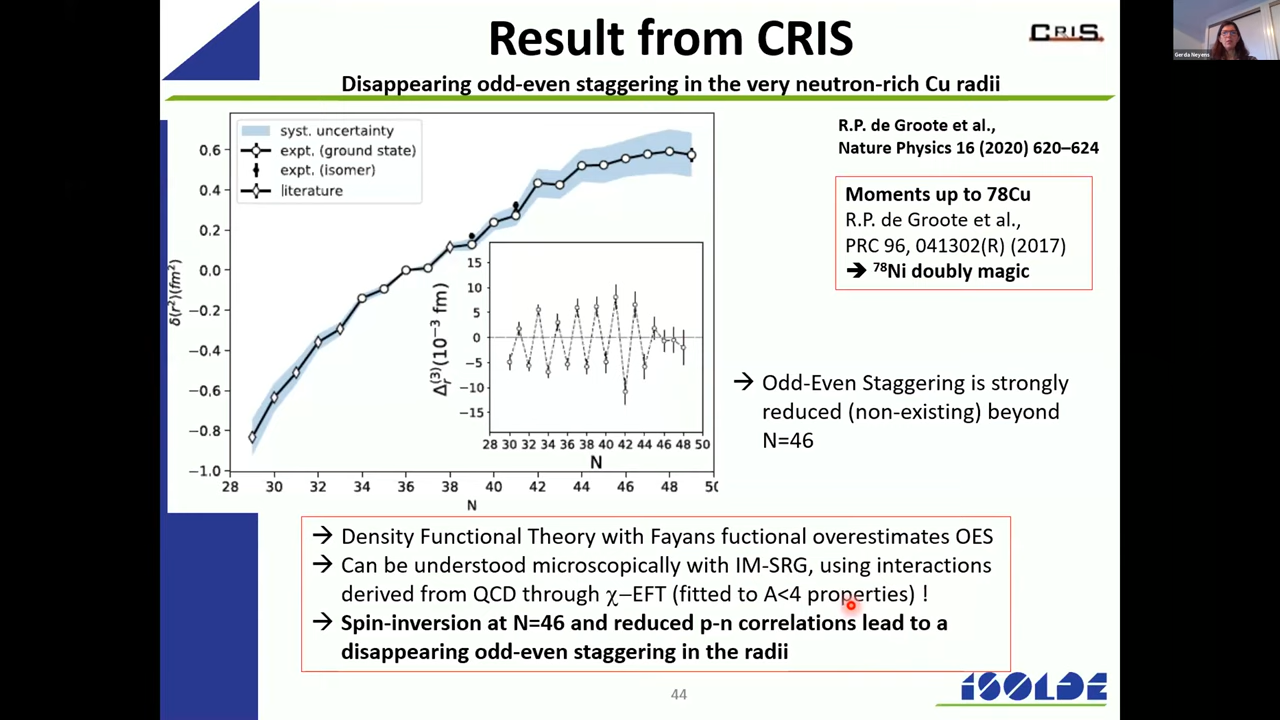 Result from CRIS
CRIS
Gerda Neyens
Disappearing odd-even staggering in the very neutron-rich Cu radii
syst. uncertainty
expt. (ground state)
expt. (isomer)
literature
0.6
0.4
0.2
0.0
−0.2
−0.4
−0.6
−0.8
−1.0
δ⟨r²⟩(fm²)
28 30 32 34 36 38 40 42 44 46 48 50
N
15
10
5
0
−5
−10
−15
Δr(3)(10−3 fm)
28 30 32 34 36 38 40 42 44 46 48 50
N
R.P. de Groote et al.,
Nature Physics 16 (2020) 620–624
Moments up to 78Cu
R.P. de Groote et al.,
PRC 96, 041302(R) (2017)
➔ 78Ni doubly magic
→ Odd-Even Staggering is strongly
reduced (non-existing) beyond
N=46
→ Density Functional Theory with Fayans fuctional overestimates OES
→ Can be understood microscopically with IM-SRG, using interactions
derived from QCD through χ−EFT (fitted to A<4 properties) !
→ Spin-inversion at N=46 and reduced p-n correlations lead to a
disappearing odd-even staggering in the radii
44
ISOLDE